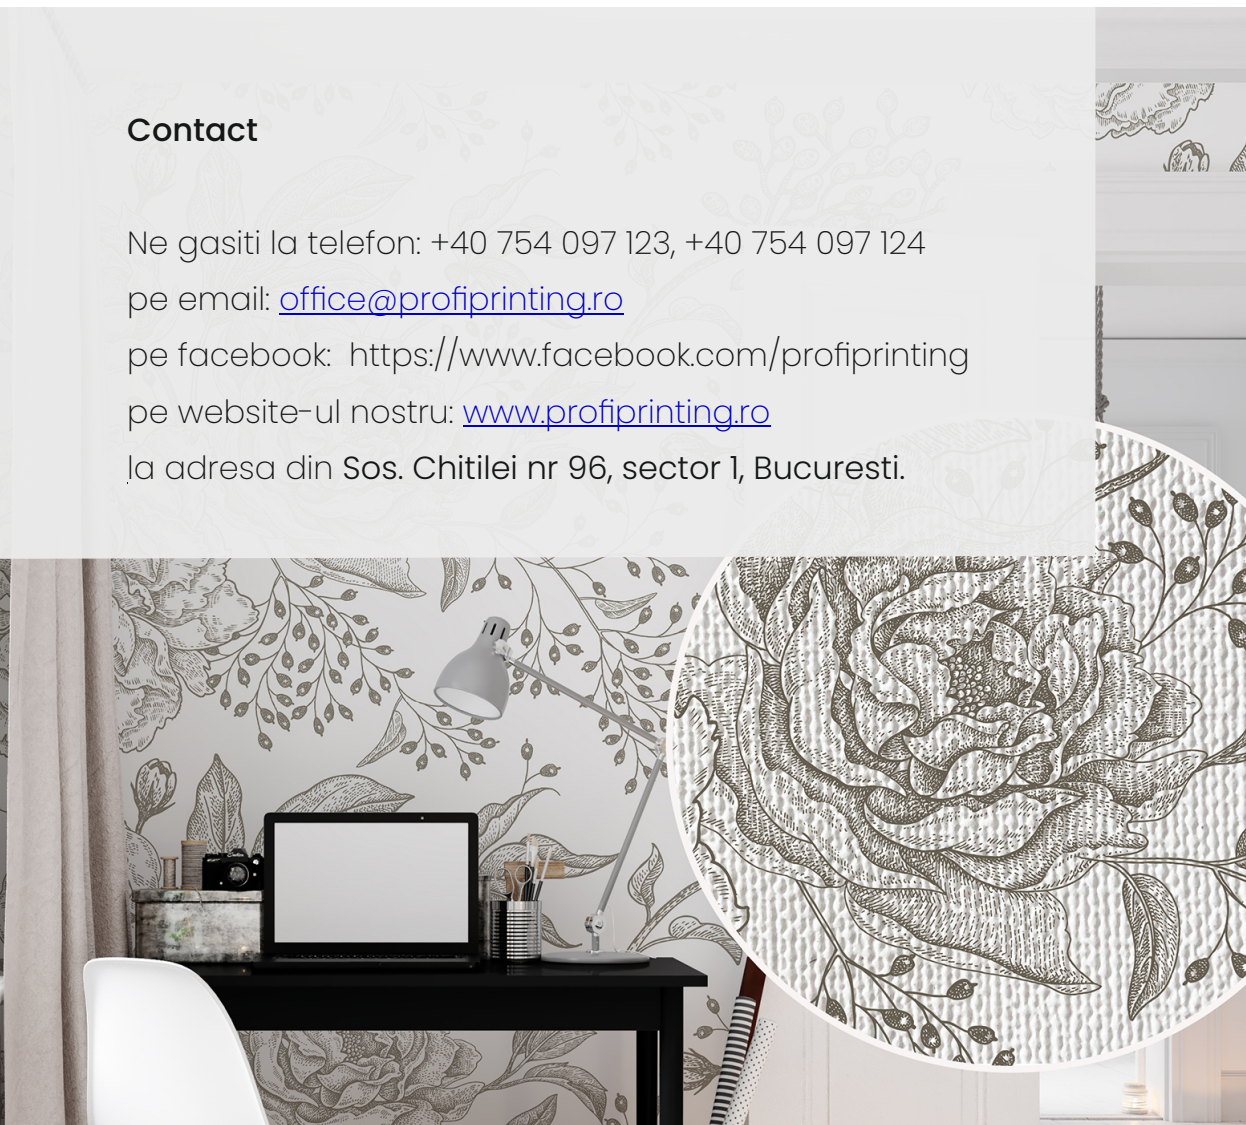 Contact
Ne gasiti la telefon: +40 754 097 123, +40 754 097 124
pe email: office@profiprinting.ro
pe facebook:  https://www.facebook.com/profiprinting
pe website-ul nostru: www.profiprinting.ro
la adresa din Sos. Chitilei nr 96, sector 1, Bucuresti.